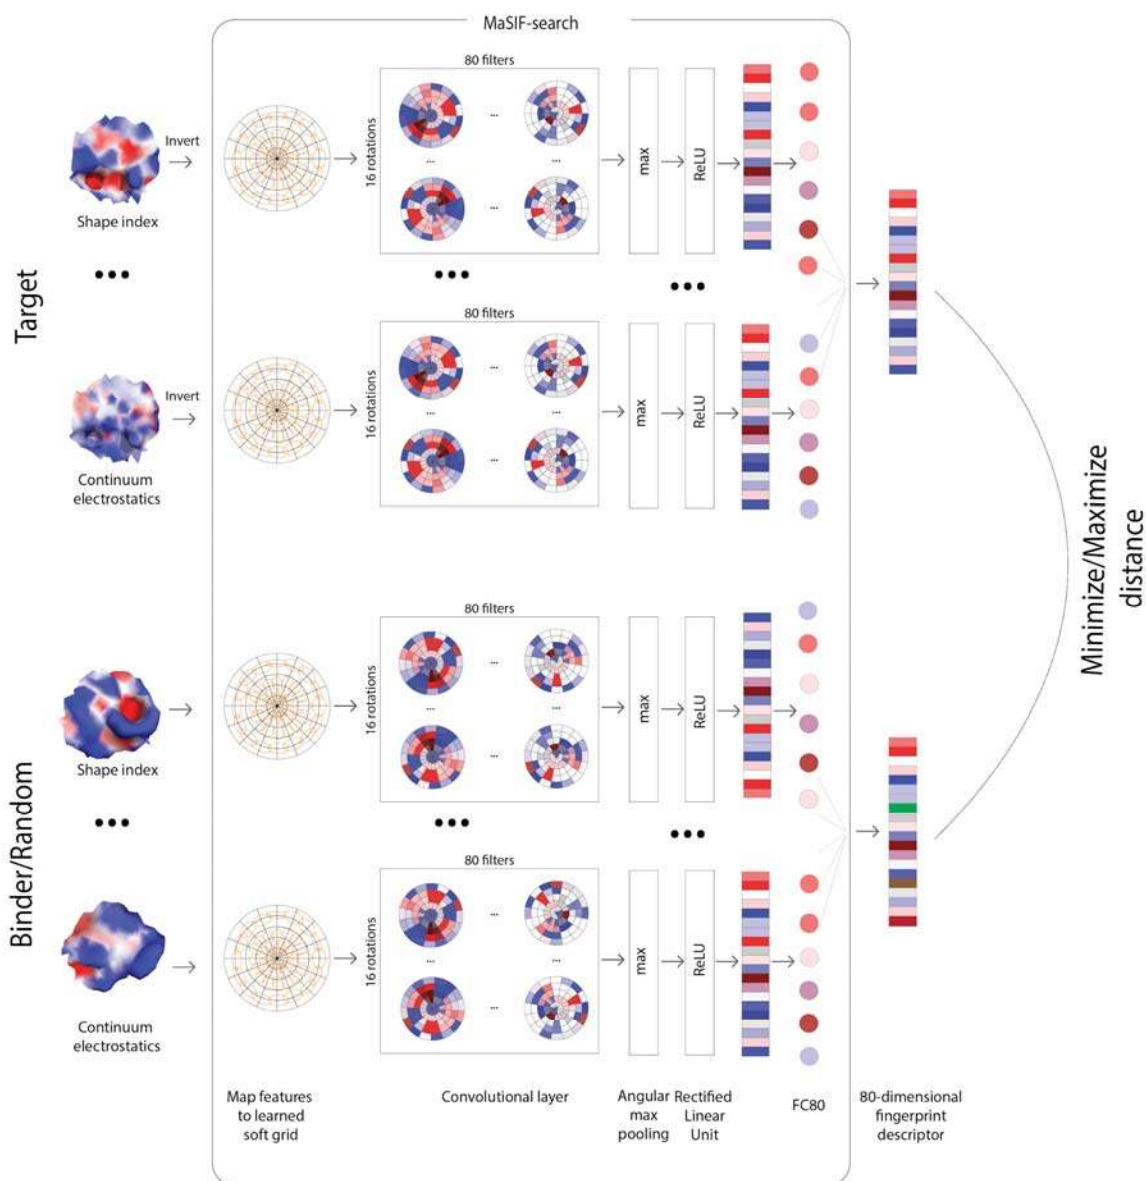 MaSIF-search
80 filters
Invert
16 rotations
...
...
...
...
max
ReLU
Shape index
...
...
...
Target
80 filters
Invert
16 rotations
...
...
...
...
max
ReLU
Continuum
electrostatics
Minimize/Maximize
distance
80 filters
16 rotations
...
...
...
...
max
ReLU
Shape index
...
...
...
Binder/Random
80 filters
16 rotations
...
...
...
...
max
ReLU
Continuum
electrostatics
Map features
to learned
soft grid
Convolutional layer
Angular
max
pooling
Rectified
Linear
Unit
FC80
80-dimensional
fingerprint
descriptor